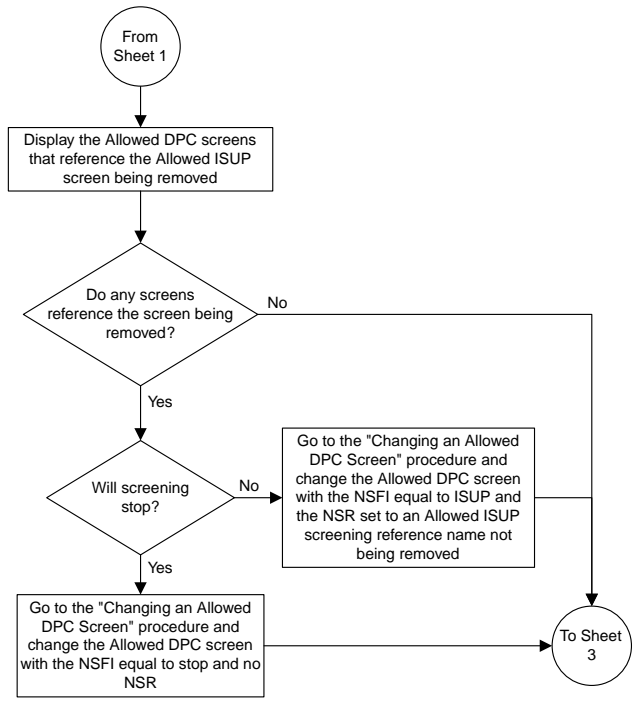 From
Sheet 1
Display the Allowed DPC screens
that reference the Allowed ISUP
screen being removed
Do any screens
reference the screen being
removed?
No
Yes
Will screening
stop?
No
Go to the "Changing an Allowed
DPC Screen" procedure and
change the Allowed DPC screen
with the NSFI equal to ISUP and
the NSR set to an Allowed ISUP
screening reference name not
being removed
Yes
Go to the "Changing an Allowed
DPC Screen" procedure and
change the Allowed DPC screen
with the NSFI equal to stop and no
NSR
To Sheet
3